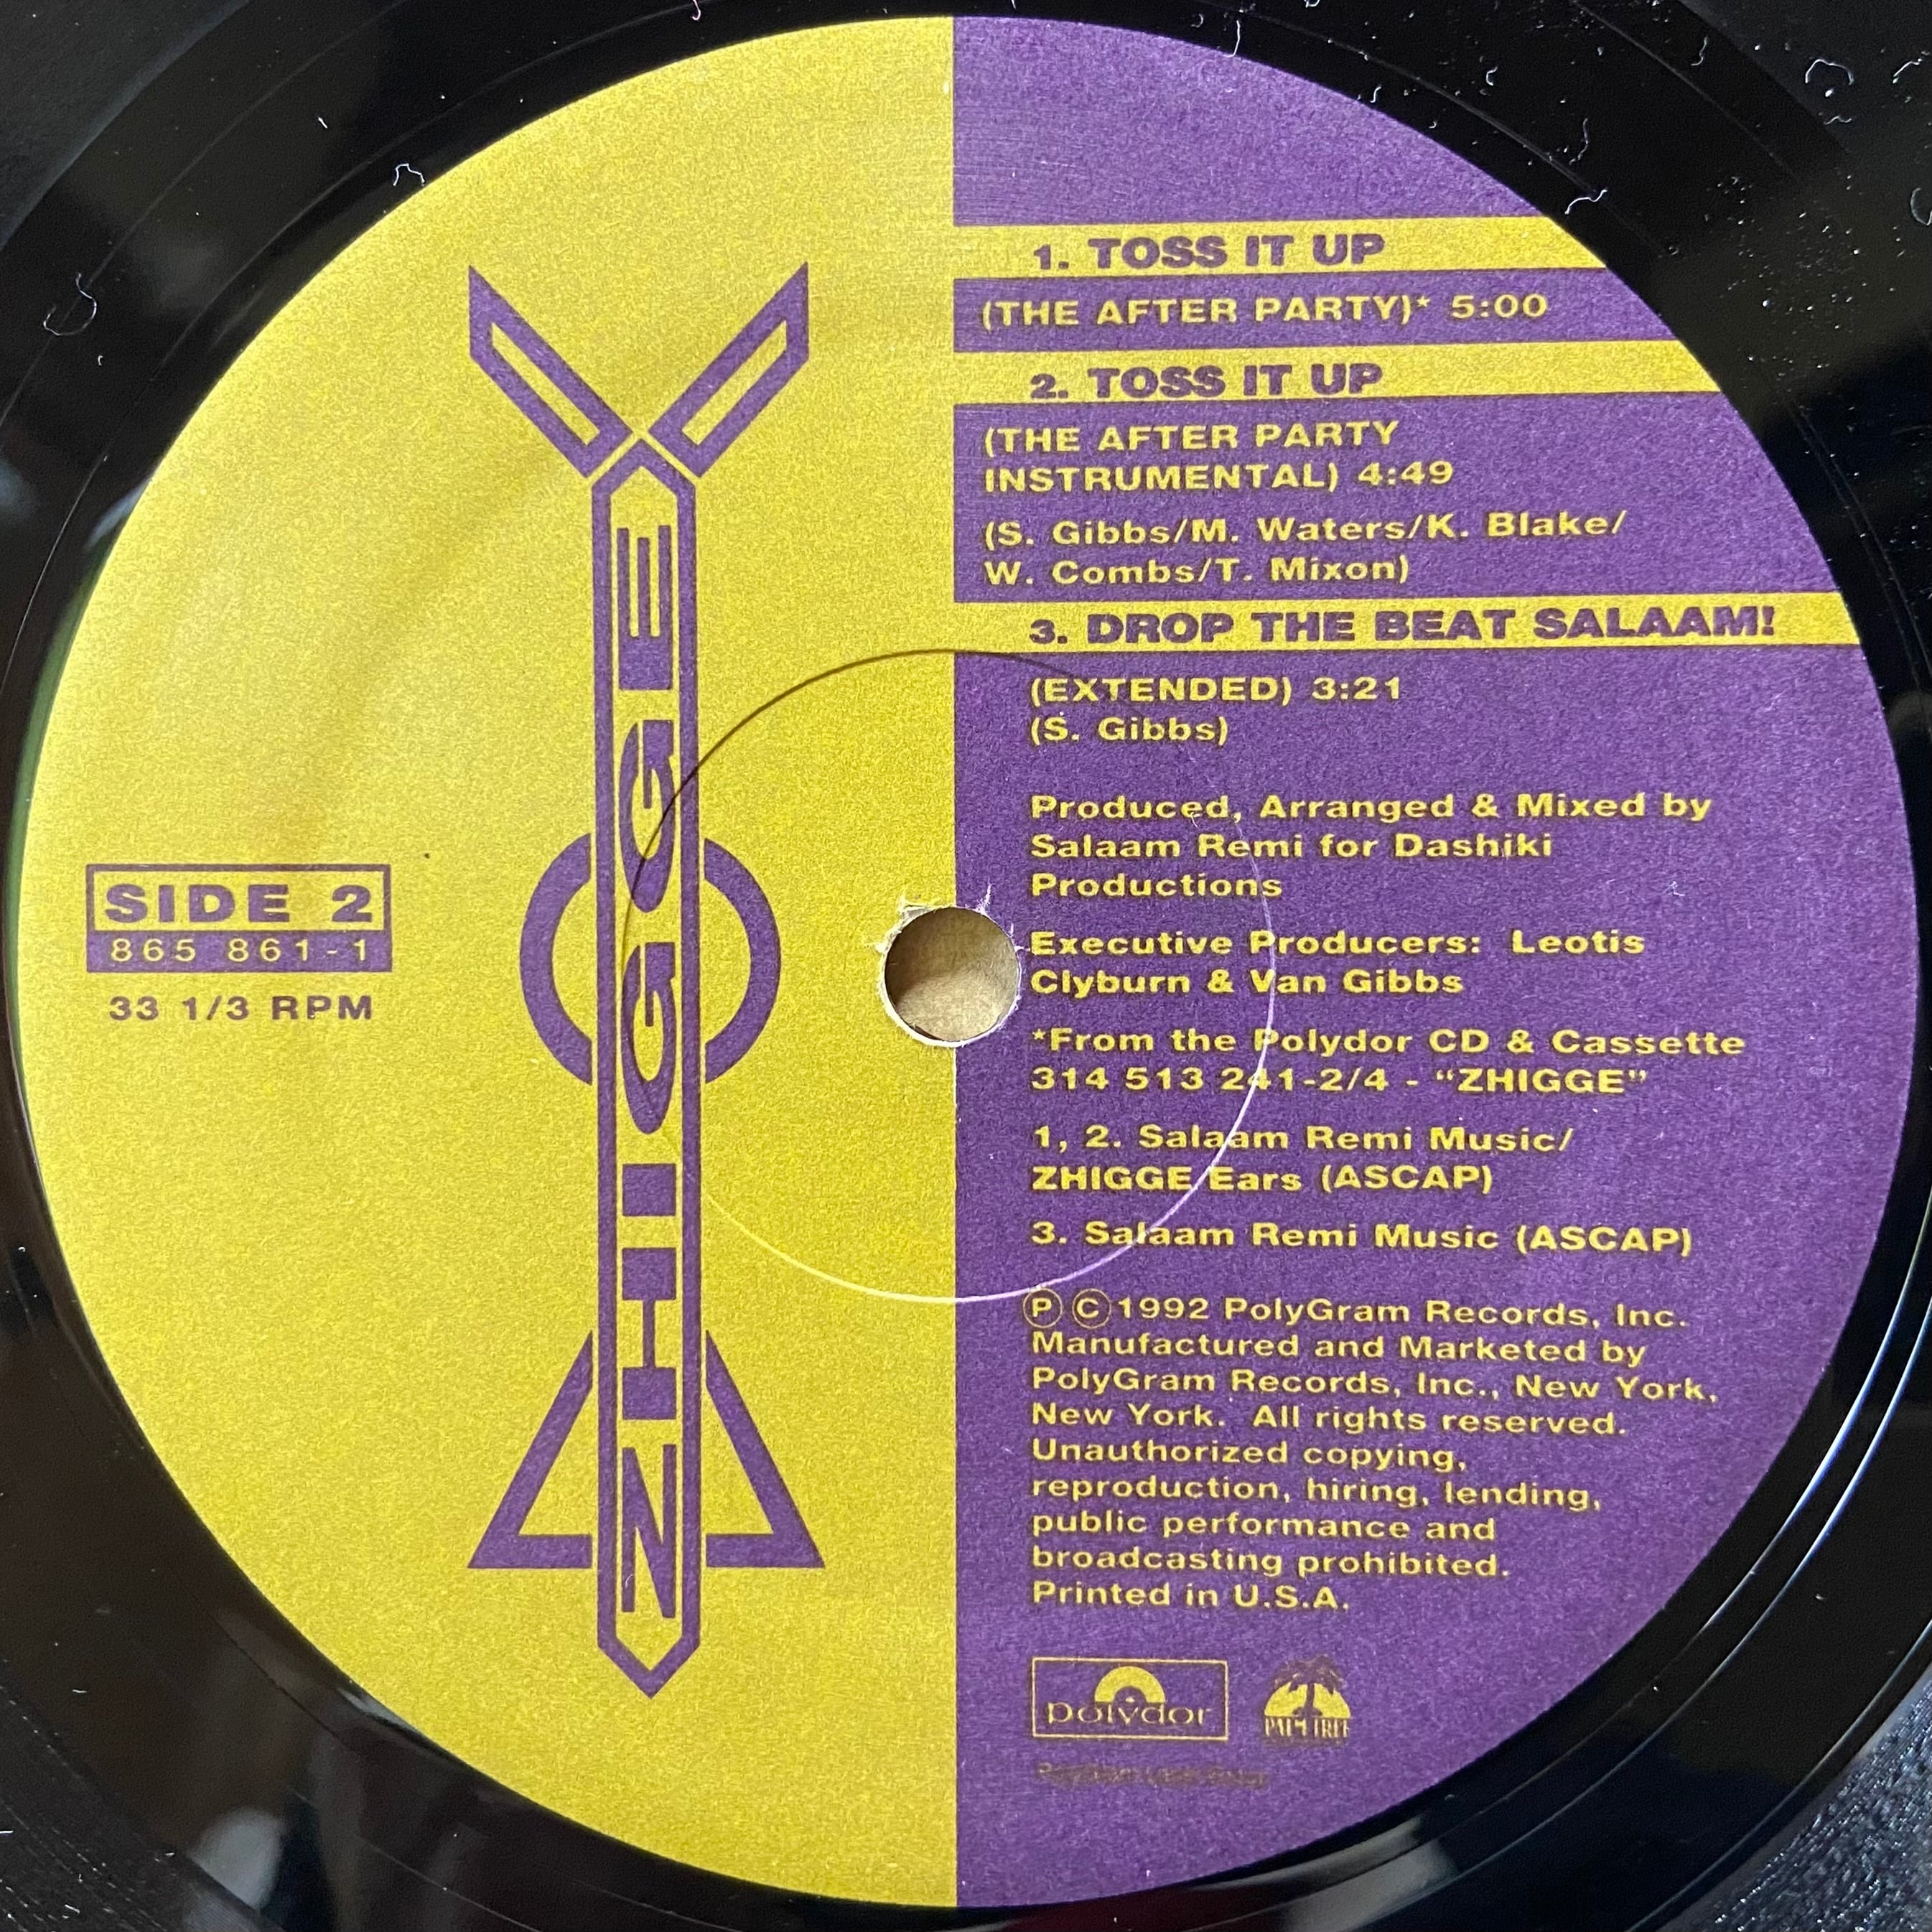 ZHIGGE
SIDE 2
865 861-1
33 1/3 RPM
1. TOSS IT UP
(THE AFTER PARTY)* 5:00
2. TOSS IT UP
(THE AFTER PARTY
INSTRUMENTAL) 4:49
(S. Gibbs/M. Waters/K. Blake/
W. Combs/T. Mixon)
3. DROP THE BEAT SALAAM!
(EXTENDED) 3:21
(S. Gibbs)
Produced, Arranged & Mixed by
Salaam Remi for Dashiki
Productions
Executive Producers: Leotis
Clyburn & Van Gibbs
*From the Polydor CD & Cassette
314 513 241-2/4 - “ZHIGGE”
1, 2. Salaam Remi Music/
ZHIGGE Ears (ASCAP)
3. Salaam Remi Music (ASCAP)
Ⓟ ©1992 PolyGram Records, Inc.
Manufactured and Marketed by
PolyGram Records, Inc., New York,
New York. All rights reserved.
Unauthorized copying,
reproduction, hiring, lending,
public performance and
broadcasting prohibited.
Printed in U.S.A.
polydor
PALM TREE